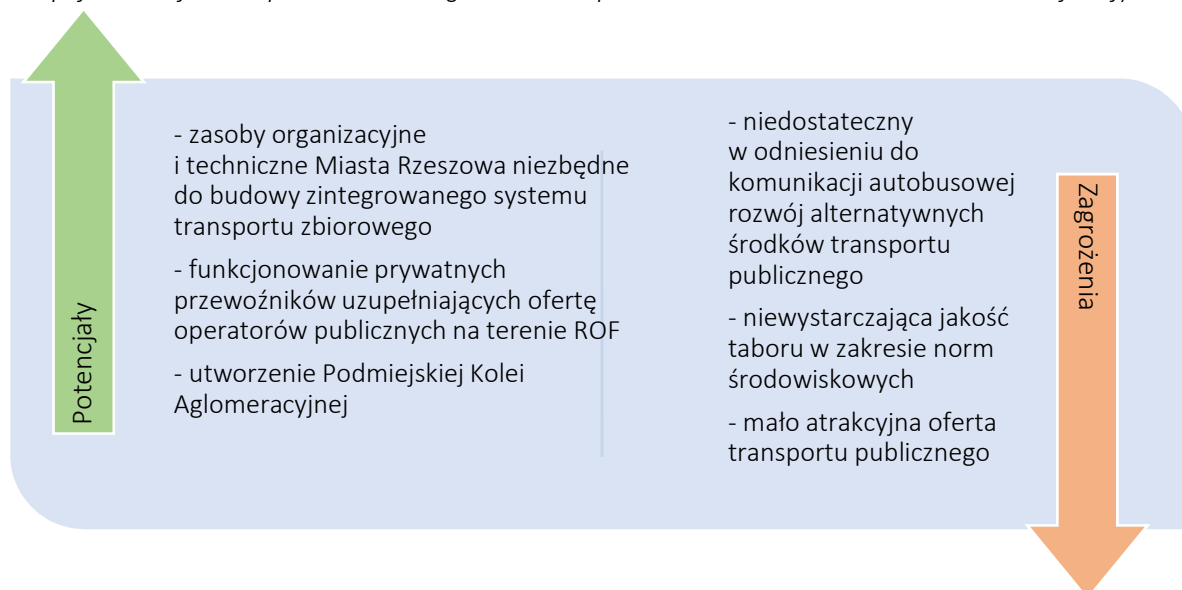 Potencjały
- zasoby organizacyjne
i techniczne Miasta Rzeszowa niezbędne
do budowy zintegrowanego systemu
transportu zbiorowego
- funkcjonowanie prywatnych
przewoźników uzupełniających ofertę
operatorów publicznych na terenie ROF
- utworzenie Podmiejskiej Kolei
Aglomeracyjnej
- niedostateczny
w odniesieniu do
komunikacji autobusowej
rozwój alternatywnych
środków transportu
publicznego
- niewystarczająca jakość
taboru w zakresie norm
środowiskowych
- mało atrakcyjna oferta
transportu publicznego
Zagrożenia